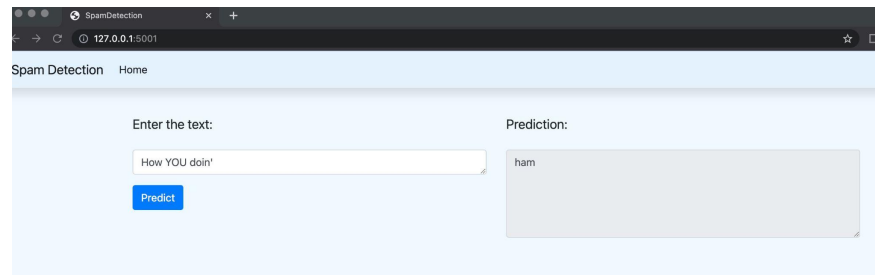 SpamDetection × +
127.0.0.1:5001
Spam Detection Home
Enter the text:
How YOU doin'
Predict
Prediction:
ham